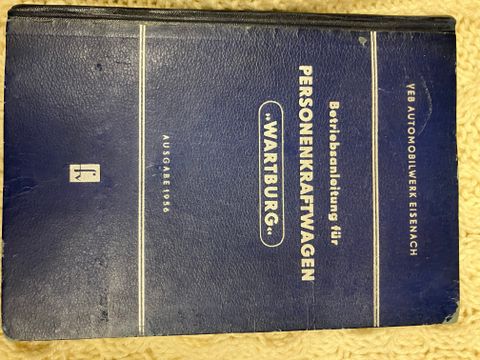 VEB AUTOMOBILWERK EISENACH
Betriebsanleitung für
PERSONENKRAFTWAGEN
„WARTBURG“
AUSGABE 1956